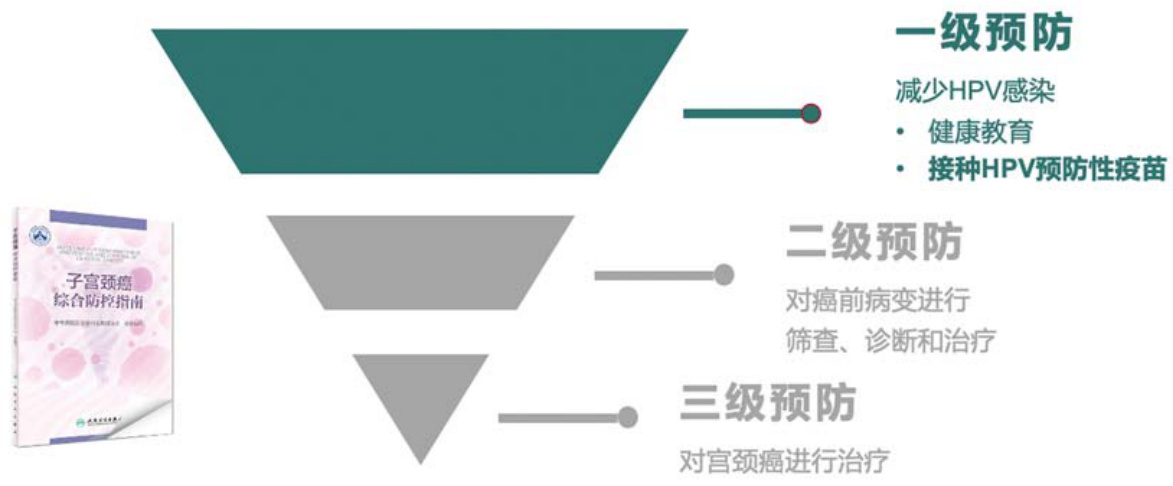 一级预防
减少HPV感染
• 健康教育
• 接种HPV预防性疫苗
二级预防
对癌前病变进行
筛查、诊断和治疗
三级预防
对宫颈癌进行治疗
子宫颈癌
综合防控指南